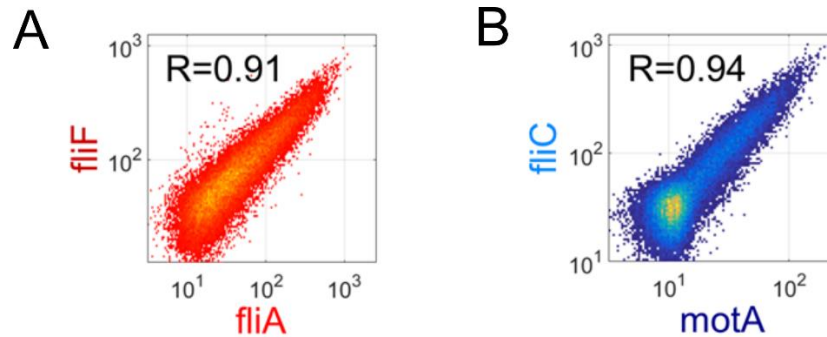 A
10³
R=0.91
fliF
10²
10¹ 10² 10³
fliA
B
10³
R=0.94
fliC
10²
10¹
10¹ 10²
motA